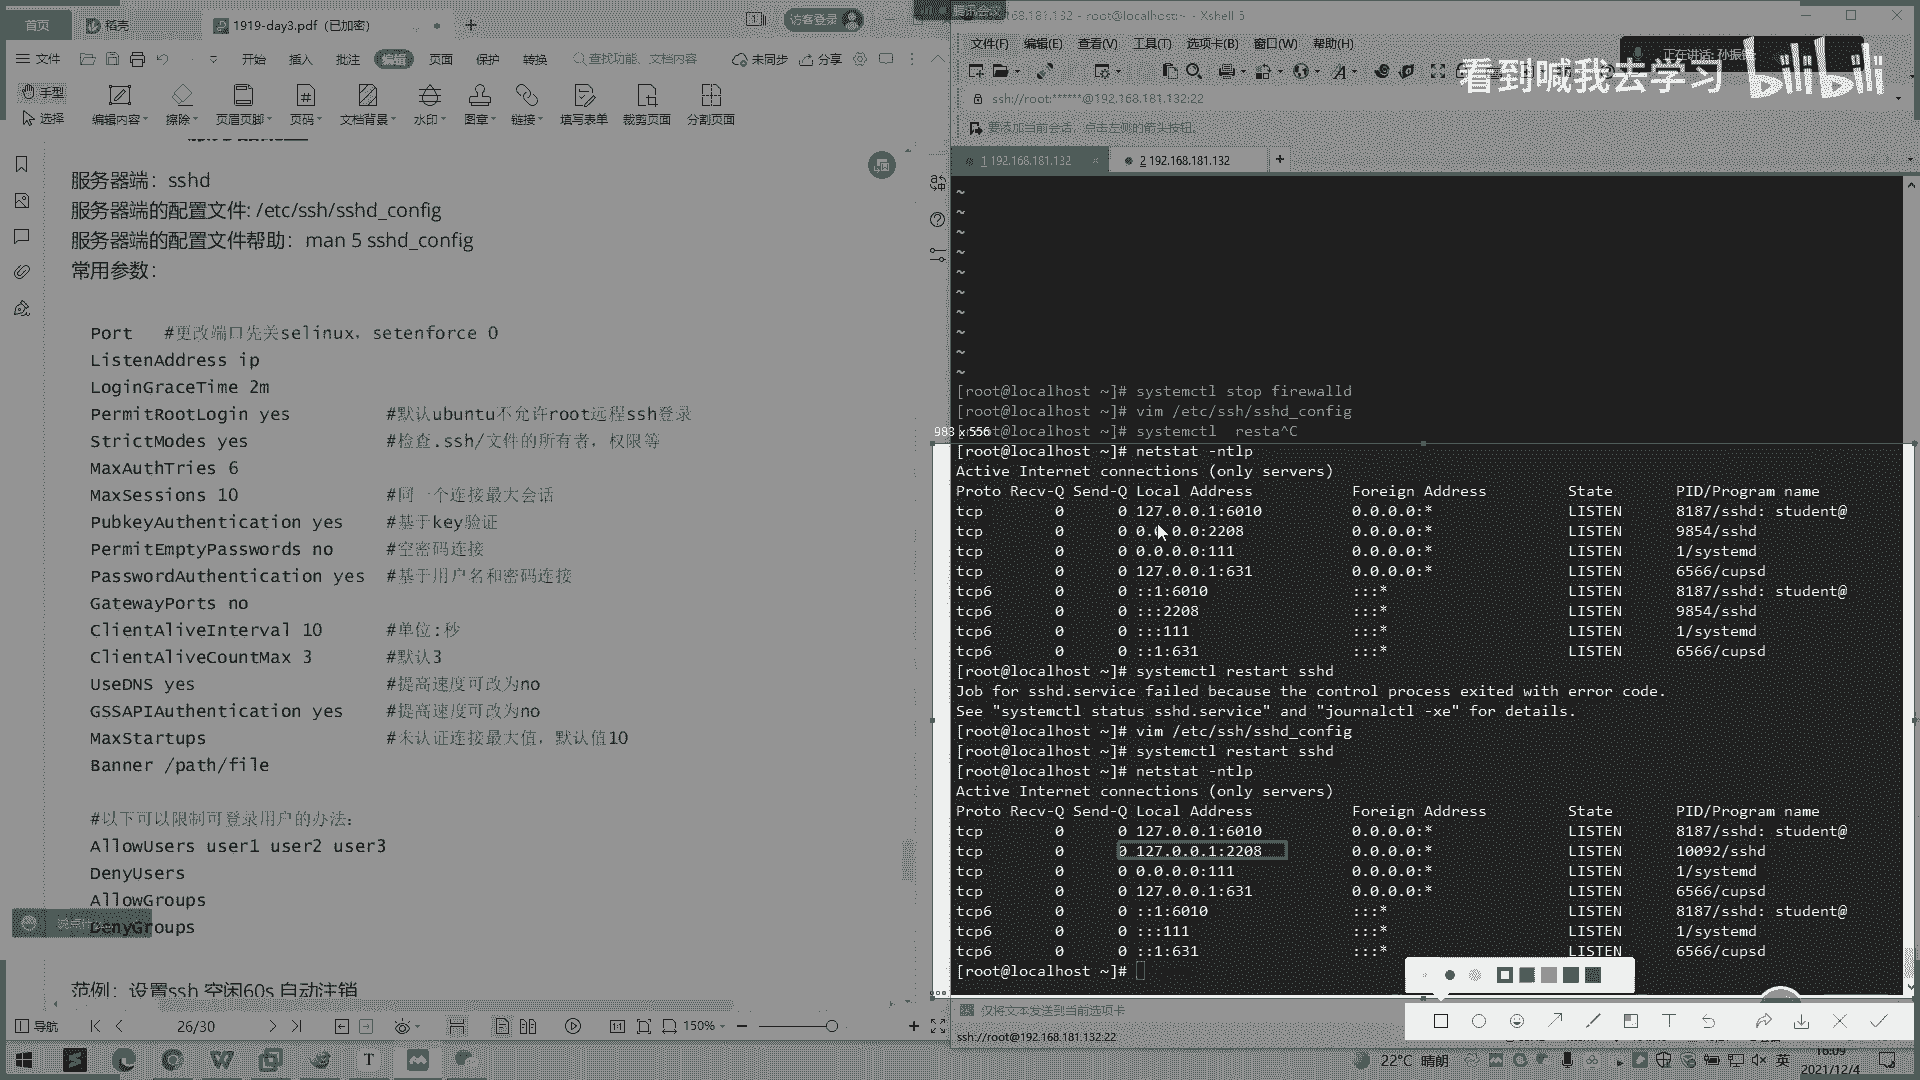 首页
稻壳
1919-day3.pdf (已加密)
访客登录
文件
开始
插入
批注
编辑
页面
保护
转换
查找功能、文档内容
未同步
分享
手型
选择
编辑内容
擦除
页眉页脚
页码
文档背景
水印
图章
链接
填写表单
裁剪页面
分割页面
服务器端：sshd
服务器端的配置文件: /etc/ssh/sshd_config
服务器端的配置文件帮助：man 5 sshd_config
常用参数：
Port #更改端口先关selinux，setenforce 0
ListenAddress ip
LoginGraceTime 2m
PermitRootLogin yes #默认ubuntu不允许root远程ssh登录
StrictModes yes #检查.ssh/文件的所有者，权限等
MaxAuthTries 6
MaxSessions 10 #同一个连接最大会话
PubkeyAuthentication yes #基于key验证
PermitEmptyPasswords no #空密码连接
PasswordAuthentication yes #基于用户名和密码连接
GatewayPorts no
ClientAliveInterval 10 #单位:秒
ClientAliveCountMax 3 #默认3
UseDNS yes #提高速度可改为no
GSSAPIAuthentication yes #提高速度可改为no
MaxStartups #未认证连接最大值，默认值10
Banner /path/file
#以下可以限制可登录用户的办法：
AllowUsers user1 user2 user3
DenyUsers
AllowGroups
DenyGroups
范例：设置ssh 空闲60s 自动注销
导航
26/30
150%
192.168.181.132 - root@localhost:~ - Xshell 6
文件(F) 编辑(E) 查看(V) 工具(T) 选项卡(B) 窗口(W) 帮助(H)
看到喊我去学习 bilibili
ssh://root:******@192.168.181.132:22
要添加当前会话，点击左侧的箭头按钮。
1 192.168.181.132
2 192.168.181.132
~
~
~
~
~
~
~
~
~
~
[root@localhost ~]# systemctl stop firewalld
[root@localhost ~]# vim /etc/ssh/sshd_config
[root@localhost ~]# systemctl  resta^C
983 x 556
[root@localhost ~]# netstat -ntlp
Active Internet connections (only servers)
Proto Recv-Q Send-Q Local Address Foreign Address State PID/Program name
tcp 0 0 127.0.0.1:6010 0.0.0.0:* LISTEN 8187/sshd: student@
tcp 0 0 0.0.0.0:2208 0.0.0.0:* LISTEN 9854/sshd
tcp 0 0 0.0.0.0:111 0.0.0.0:* LISTEN 1/systemd
tcp 0 0 127.0.0.1:631 0.0.0.0:* LISTEN 6566/cupsd
tcp6 0 0 ::1:6010 :::* LISTEN 8187/sshd: student@
tcp6 0 0 :::2208 :::* LISTEN 9854/sshd
tcp6 0 0 :::111 :::* LISTEN 1/systemd
tcp6 0 0 ::1:631 :::* LISTEN 6566/cupsd
[root@localhost ~]# systemctl restart sshd
Job for sshd.service failed because the control process exited with error code.
See "systemctl status sshd.service" and "journalctl -xe" for details.
[root@localhost ~]# vim /etc/ssh/sshd_config
[root@localhost ~]# systemctl restart sshd
[root@localhost ~]# netstat -ntlp
Active Internet connections (only servers)
Proto Recv-Q Send-Q Local Address Foreign Address State PID/Program name
tcp 0 0 127.0.0.1:6010 0.0.0.0:* LISTEN 8187/sshd: student@
tcp 0 0 127.0.0.1:2208 0.0.0.0:* LISTEN 10092/sshd
tcp 0 0 0.0.0.0:111 0.0.0.0:* LISTEN 1/systemd
tcp 0 0 127.0.0.1:631 0.0.0.0:* LISTEN 6566/cupsd
tcp6 0 0 ::1:6010 :::* LISTEN 8187/sshd: student@
tcp6 0 0 :::111 :::* LISTEN 1/systemd
tcp6 0 0 ::1:631 :::* LISTEN 6566/cupsd
[root@localhost ~]#
仅将文本发送到当前选项卡
ssh://root@192.168.181.132:22
22°C 晴朗
英
16:09
2021/12/4